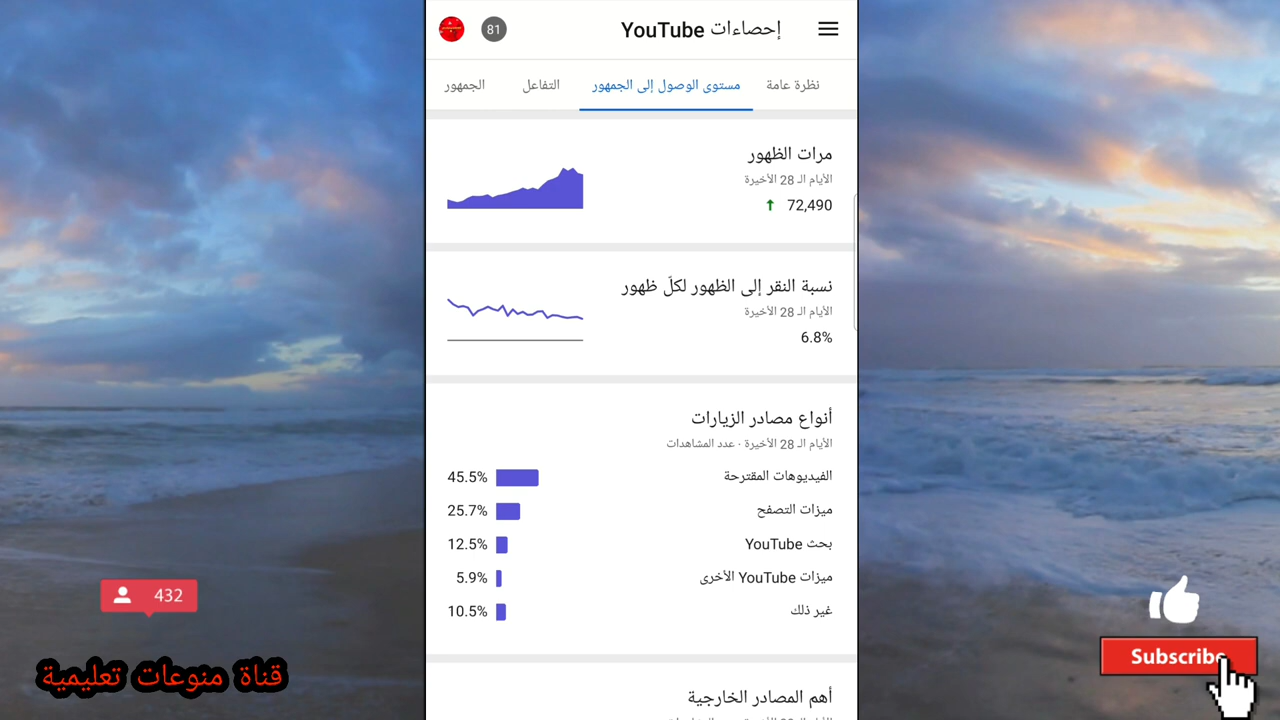 إحصاءات YouTube
81
نظرة عامة
مستوى الوصول إلى الجمهور
التفاعل
الجمهور
مرات الظهور
الأيام الـ 28 الأخيرة
72,490
نسبة النقر إلى الظهور لكلّ ظهور
الأيام الـ 28 الأخيرة
6.8%
أنواع مصادر الزيارات
الأيام الـ 28 الأخيرة · عدد المشاهدات
الفيديوهات المقترحة 45.5%
ميزات التصفح 25.7%
بحث YouTube 12.5%
ميزات YouTube الأخرى 5.9%
غير ذلك 10.5%
أهم المصادر الخارجية
432
قناة منوعات تعليمية
Subscribe